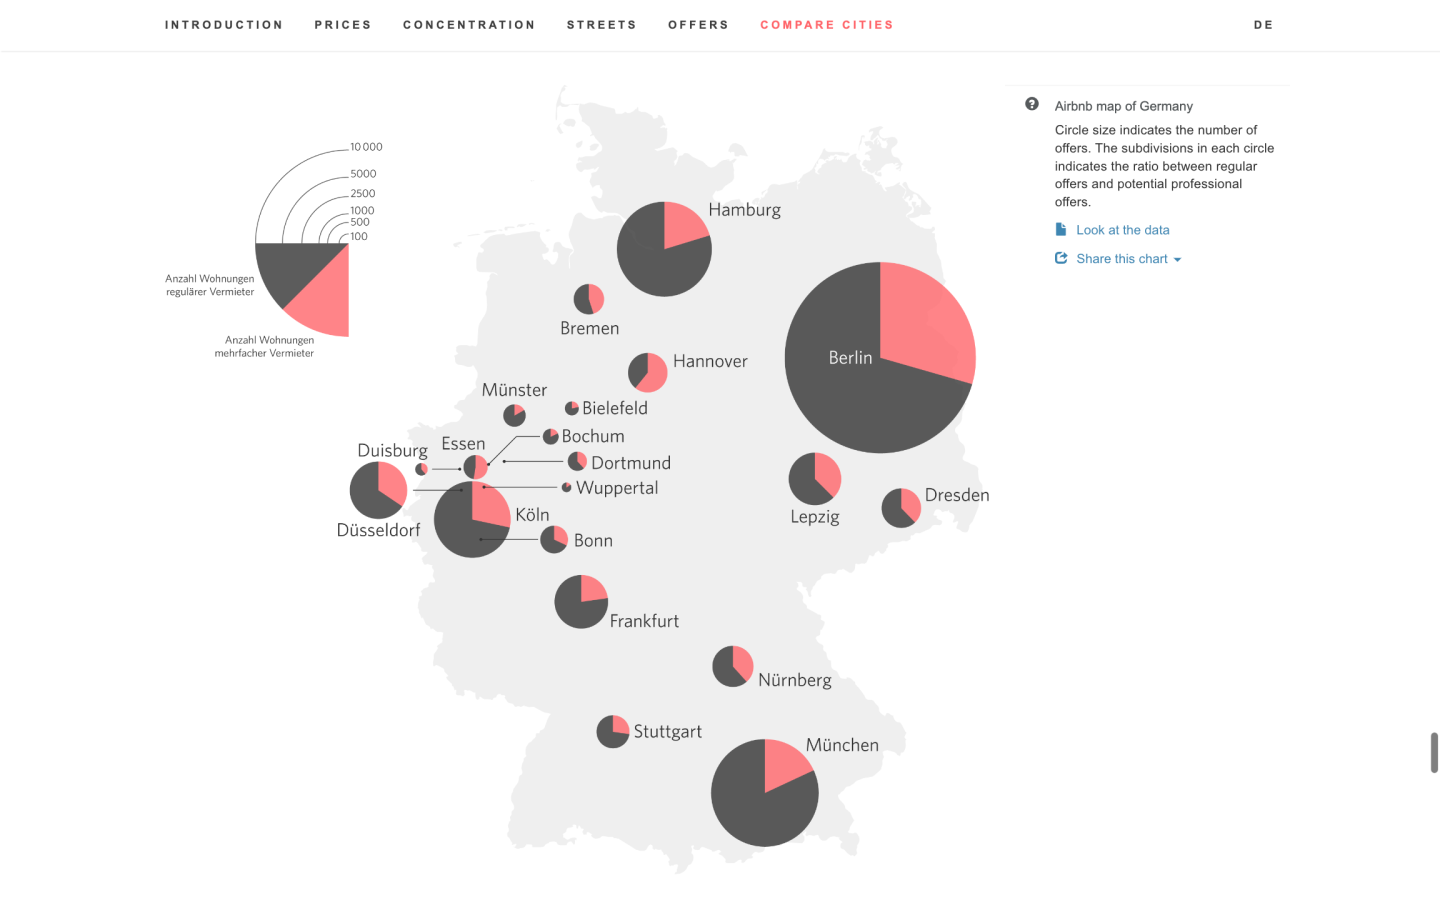 INTRODUCTION PRICES CONCENTRATION STREETS OFFERS COMPARE CITIES DE
Airbnb map of Germany
Circle size indicates the number of
offers. The subdivisions in each circle
indicates the ratio between regular
offers and potential professional
offers.
Look at the data
Share this chart
10 000
5000
2500
1000
500
100
Anzahl Wohnungen
regulärer Vermieter
Anzahl Wohnungen
mehrfacher Vermieter
Hamburg
Bremen
Berlin
Hannover
Münster
Bielefeld
Bochum
Essen
Duisburg
Dortmund
Wuppertal
Düsseldorf
Köln
Bonn
Lepzig
Dresden
Frankfurt
Nürnberg
Stuttgart
München